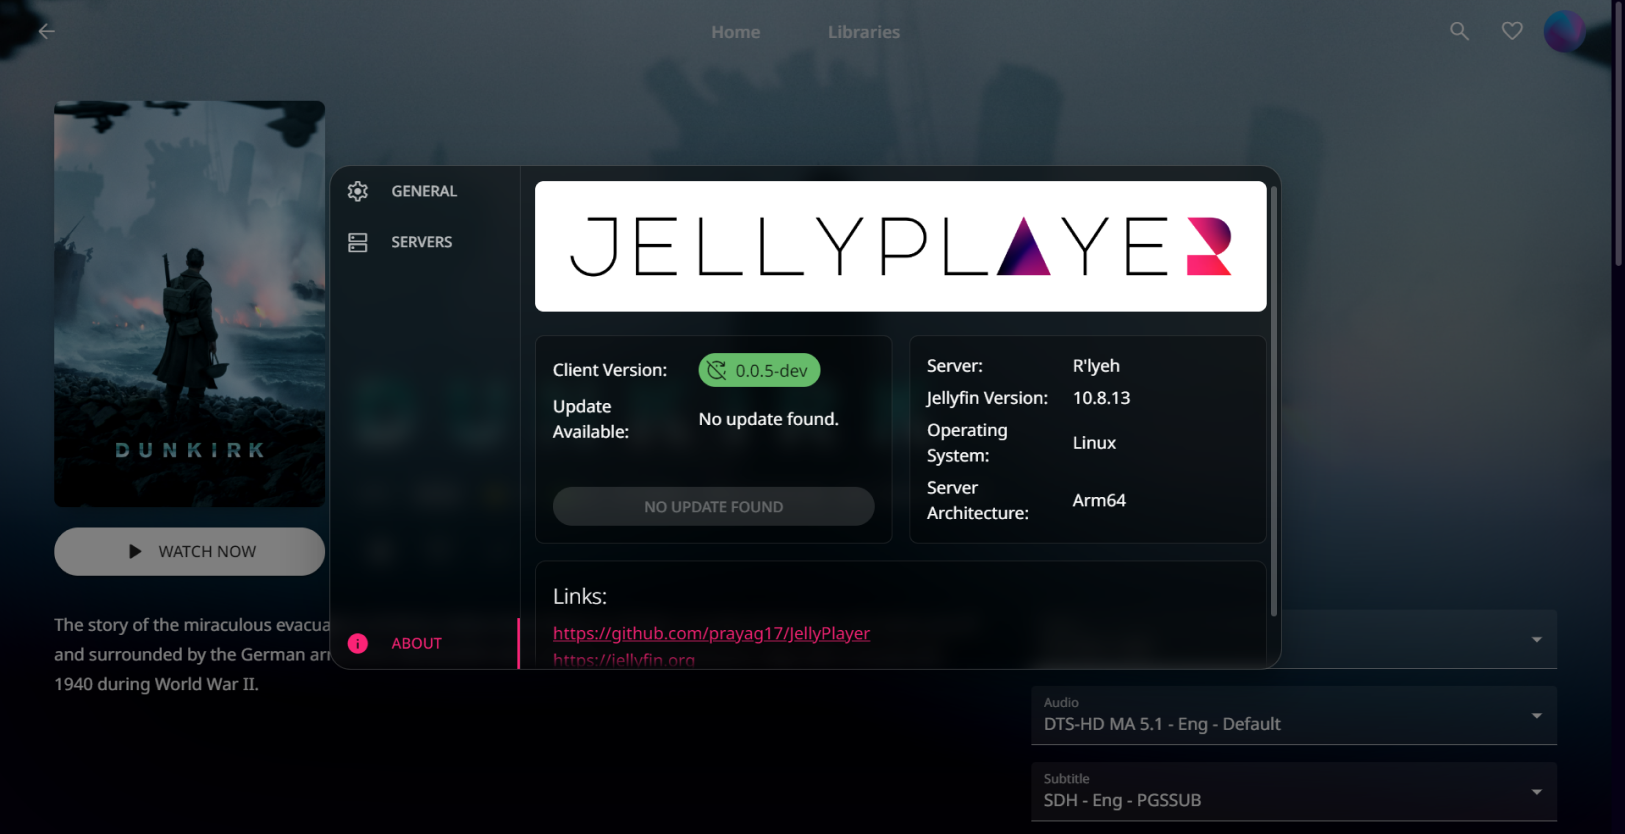 Home
Libraries
DUNKIRK
WATCH NOW
The story of the miraculous evacua
and surrounded by the German arr
1940 during World War II.
GENERAL
SERVERS
ABOUT
JELLYPLAYER
Client Version:
0.0.5-dev
Update
Available:
No update found.
NO UPDATE FOUND
Server:
R'lyeh
Jellyfin Version:
10.8.13
Operating
System:
Linux
Server
Architecture:
Arm64
Links:
https://github.com/prayag17/JellyPlayer
https://jellyfin.org
Audio
DTS-HD MA 5.1 - Eng - Default
Subtitle
SDH - Eng - PGSSUB